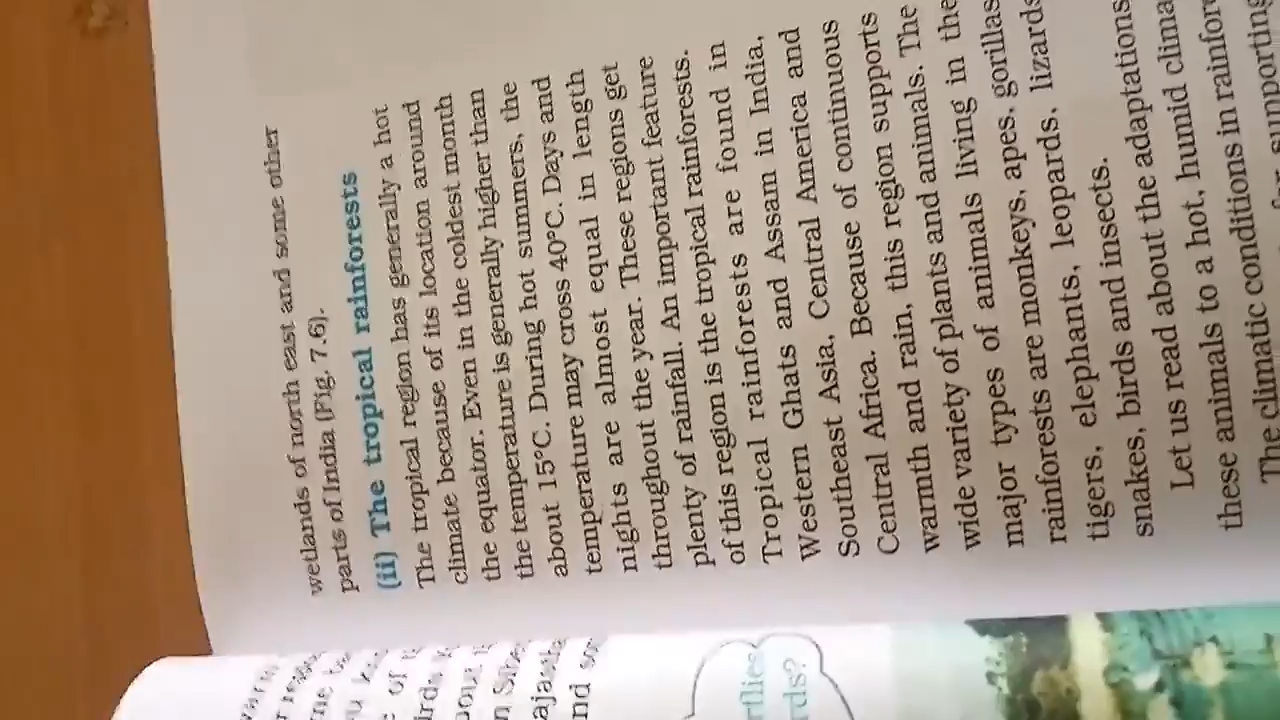 wetlands of north east and some other
parts of India (Fig. 7.6).
(ii) The tropical rainforests
The tropical region has generally a hot
climate because of its location around
the equator. Even in the coldest month
the temperature is generally higher than
about 15°C. During hot summers, the
temperature may cross 40°C. Days and
nights are almost equal in length
throughout the year. These regions get
plenty of rainfall. An important feature
of this region is the tropical rainforests.
Tropical rainforests are found in
Western Ghats and Assam in India,
Southeast Asia, Central America and
Central Africa. Because of continuous
warmth and rain, this region supports
wide variety of plants and animals. The
major types of animals living in the
rainforests are monkeys, apes, gorillas
tigers, elephants, leopards, lizards
snakes, birds and insects.
Let us read about the adaptations
these animals to a hot, humid clima
The climatic conditions in rainfor
supporting
nd
rds?